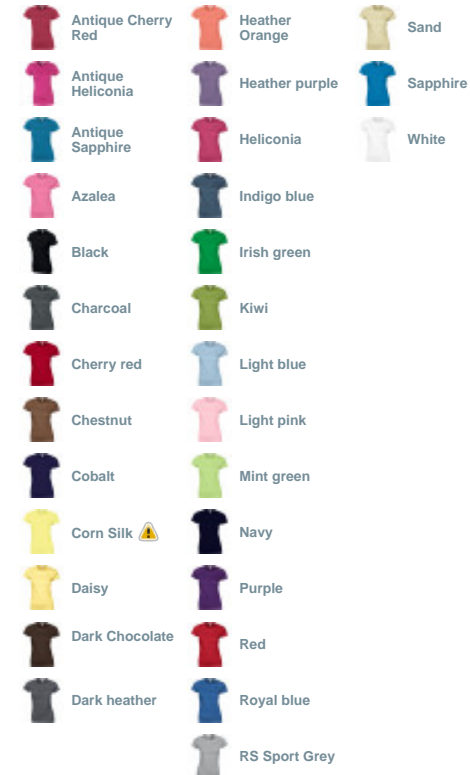 Antique Cherry
Red
Antique
Heliconia
Antique
Sapphire
Azalea
Black
Charcoal
Cherry red
Chestnut
Cobalt
Corn Silk
Daisy
Dark Chocolate
Dark heather
Heather
Orange
Heather purple
Heliconia
Indigo blue
Irish green
Kiwi
Light blue
Light pink
Mint green
Navy
Purple
Red
Royal blue
RS Sport Grey
Sand
Sapphire
White